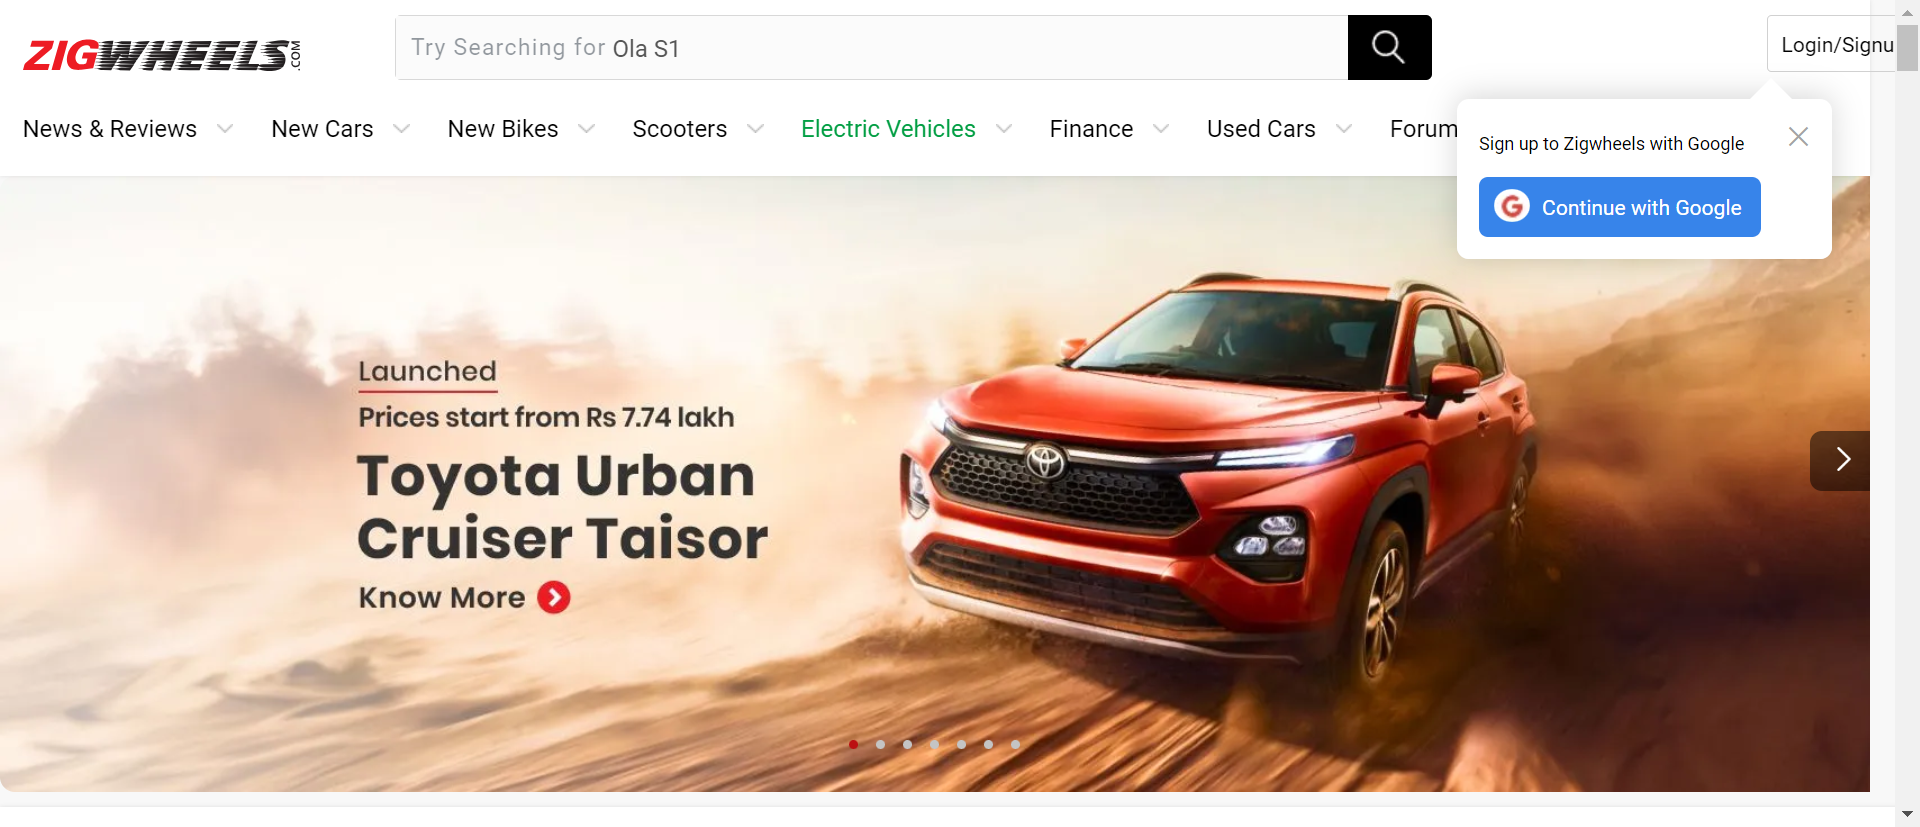 ZIGWHEELS.COM
Try Searching for Ola S1
Login/Signu
News & Reviews
New Cars
New Bikes
Scooters
Electric Vehicles
Finance
Used Cars
Forum
Sign up to Zigwheels with Google
G Continue with Google
Launched
Prices start from Rs 7.74 lakh
Toyota Urban
Cruiser Taisor
Know More